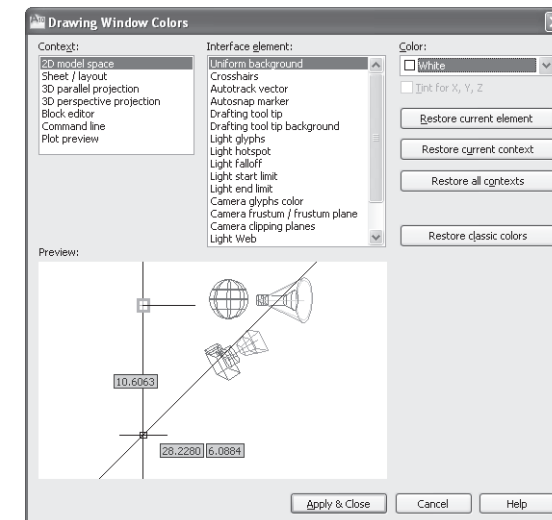 Drawing Window Colors
Context:
2D model space
Sheet / layout
3D parallel projection
3D perspective projection
Block editor
Command line
Plot preview
Interface element:
Uniform background
Crosshairs
Autotrack vector
Autosnap marker
Drafting tool tip
Drafting tool tip background
Light glyphs
Light hotspot
Light falloff
Light start limit
Light end limit
Camera glyphs color
Camera frustum / frustum plane
Camera clipping planes
Light Web
Color:
White
Tint for X, Y, Z
Restore current element
Restore current context
Restore all contexts
Restore classic colors
Preview:
10.6063
28.2280 6.0884
Apply & Close Cancel Help